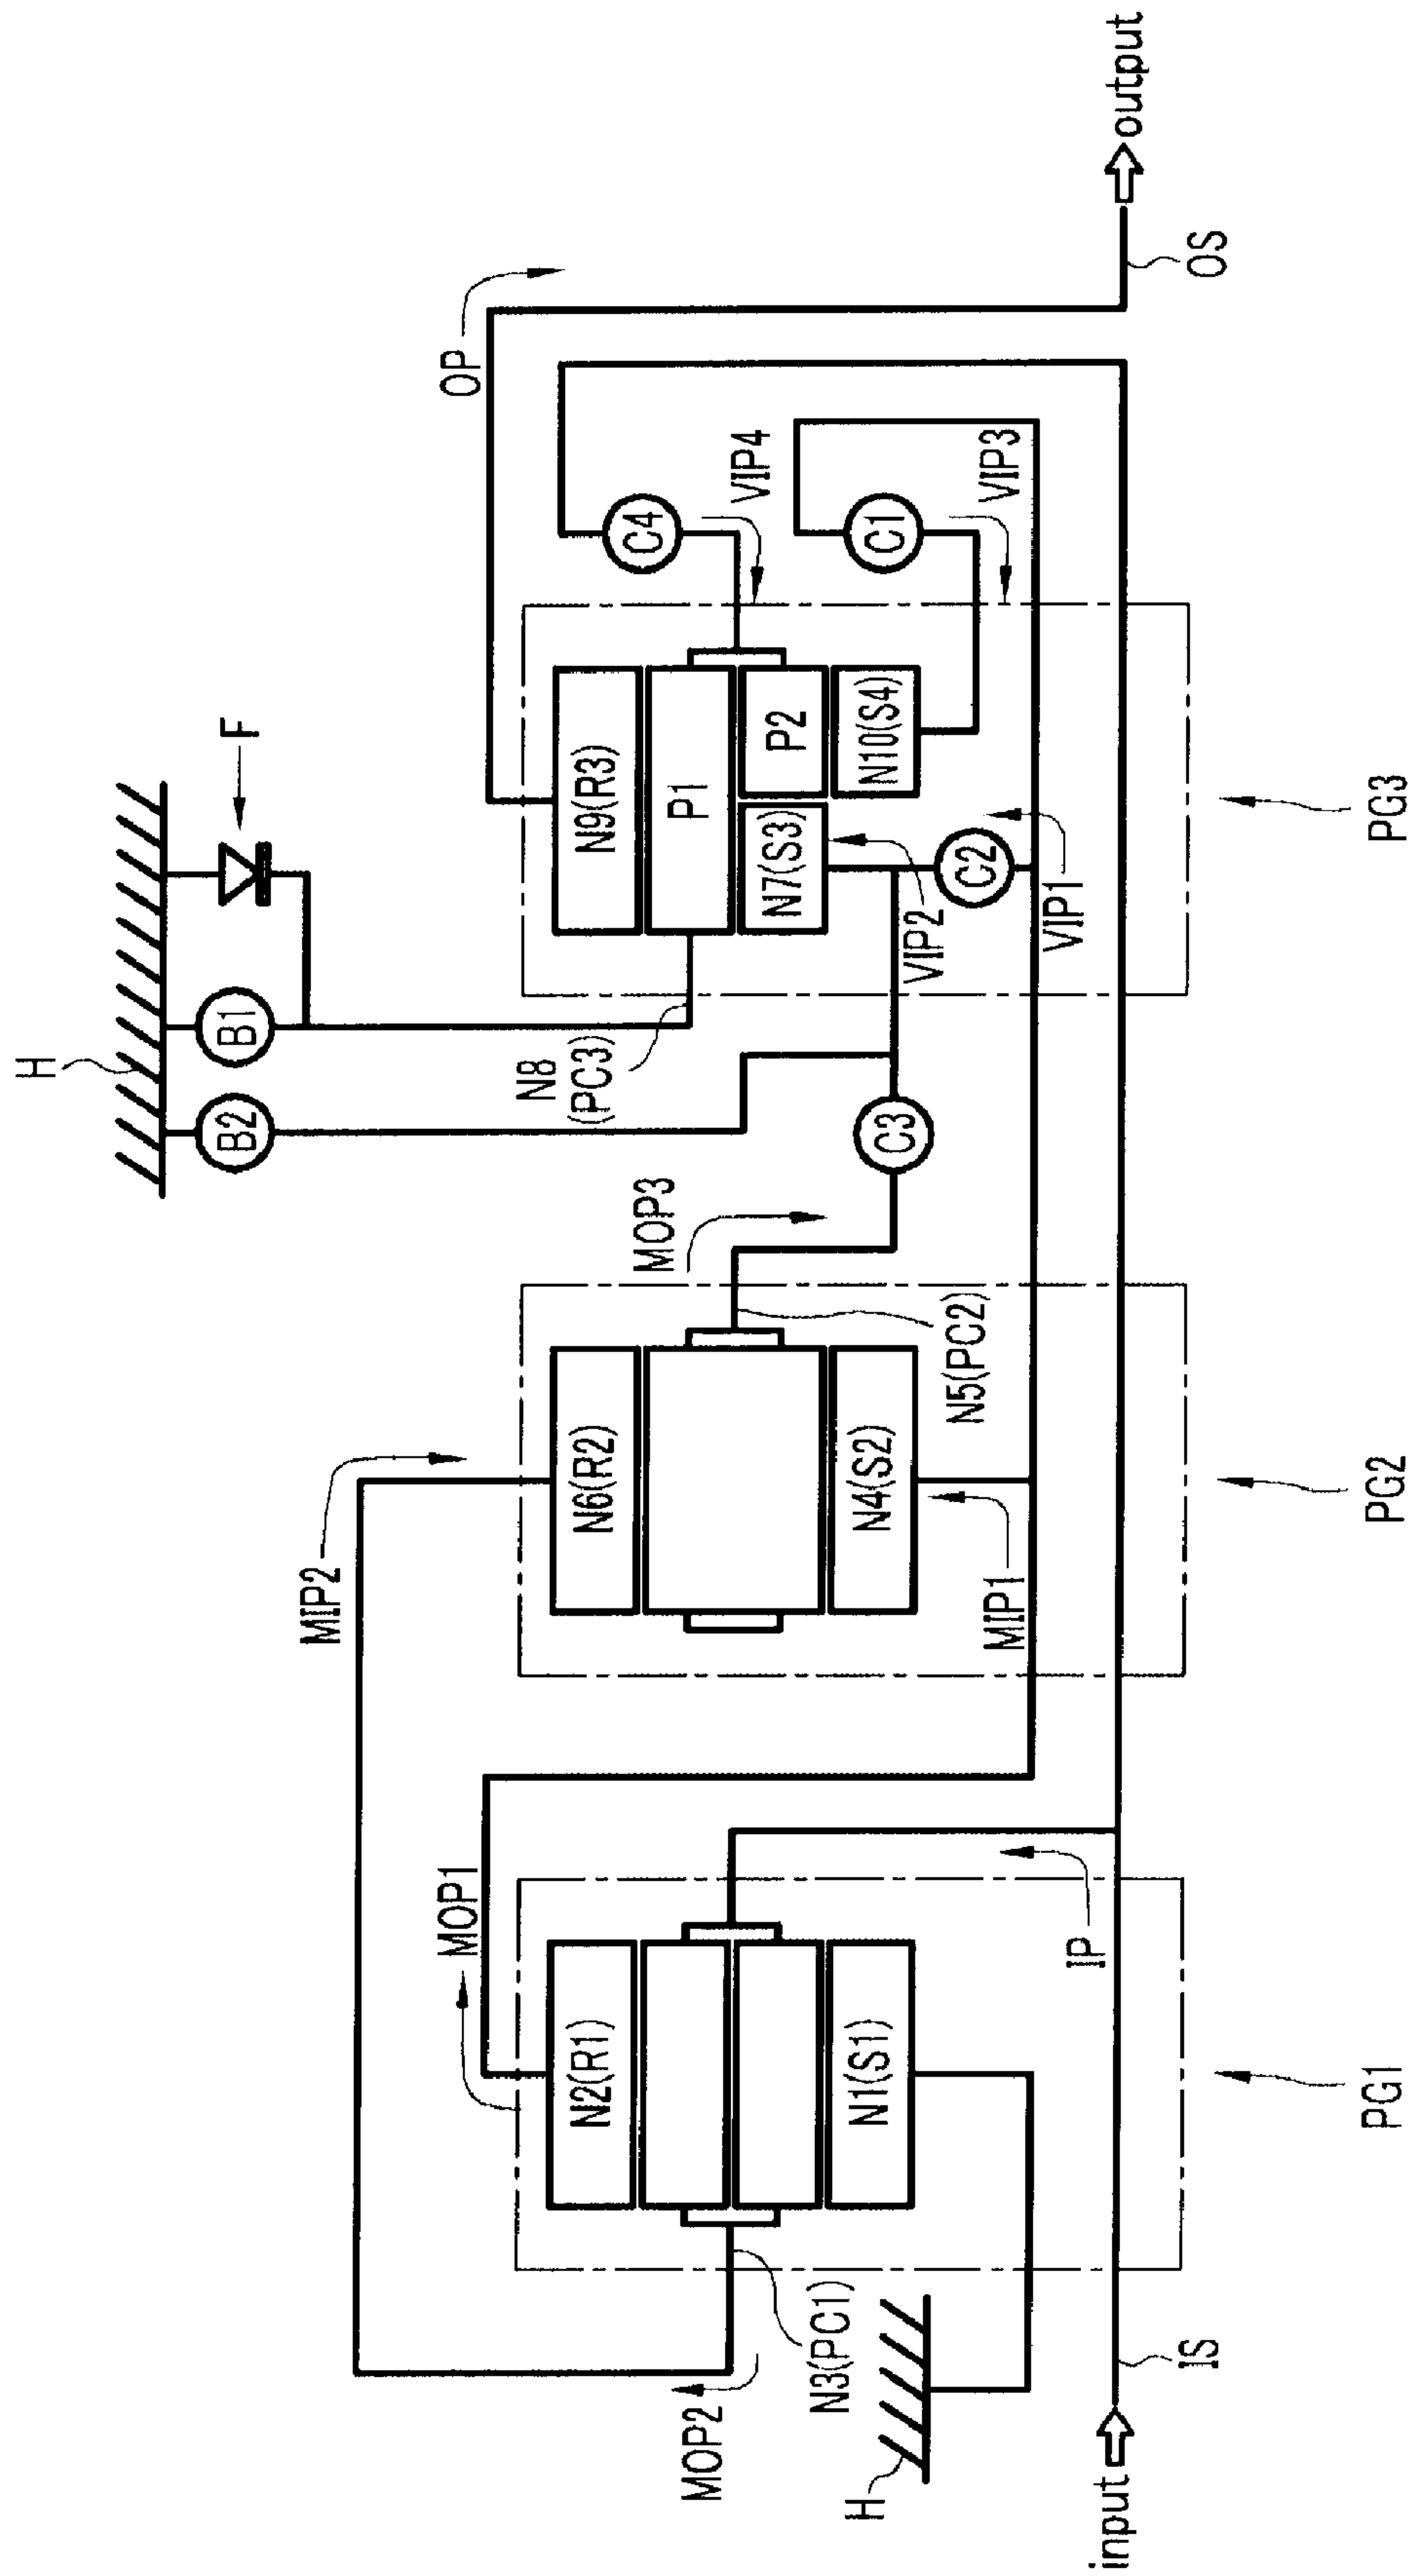 H
B2
B1
F
OP
output
OS
N8
(PC3)
N9(R3)
P1
P2
N7(S3)
N10(S4)
C4
VIP4
C1
VIP3
VIP2
C2
VIP1
C3
MOP3
PG3
MIP2
N6(R2)
N4(S2)
N5(PC2)
MIP1
PG2
MOP1
N2(R1)
N1(S1)
IP
PG1
MOP2
N3(PC1)
H
IS
input